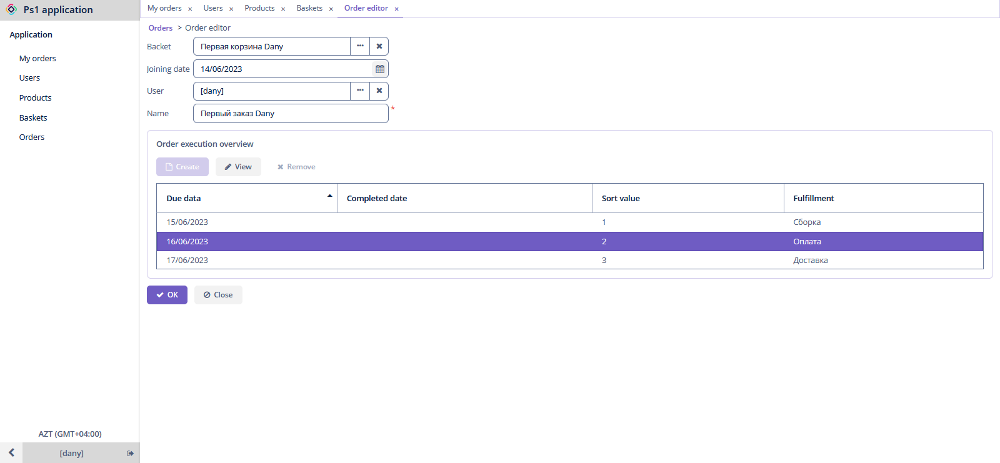 Ps1 application
My orders × Users × Products × Baskets × Order editor ×
Application
My orders
Users
Products
Baskets
Orders
Orders > Order editor
Backet Первая корзина Dany
Joining date 14/06/2023
User [dany]
Name Первый заказ Dany *
Order execution overview
Create View Remove
Due data Completed date Sort value Fulfillment
15/06/2023 1 Сборка
16/06/2023 2 Оплата
17/06/2023 3 Доставка
OK Close
AZT (GMT+04:00)
[dany]